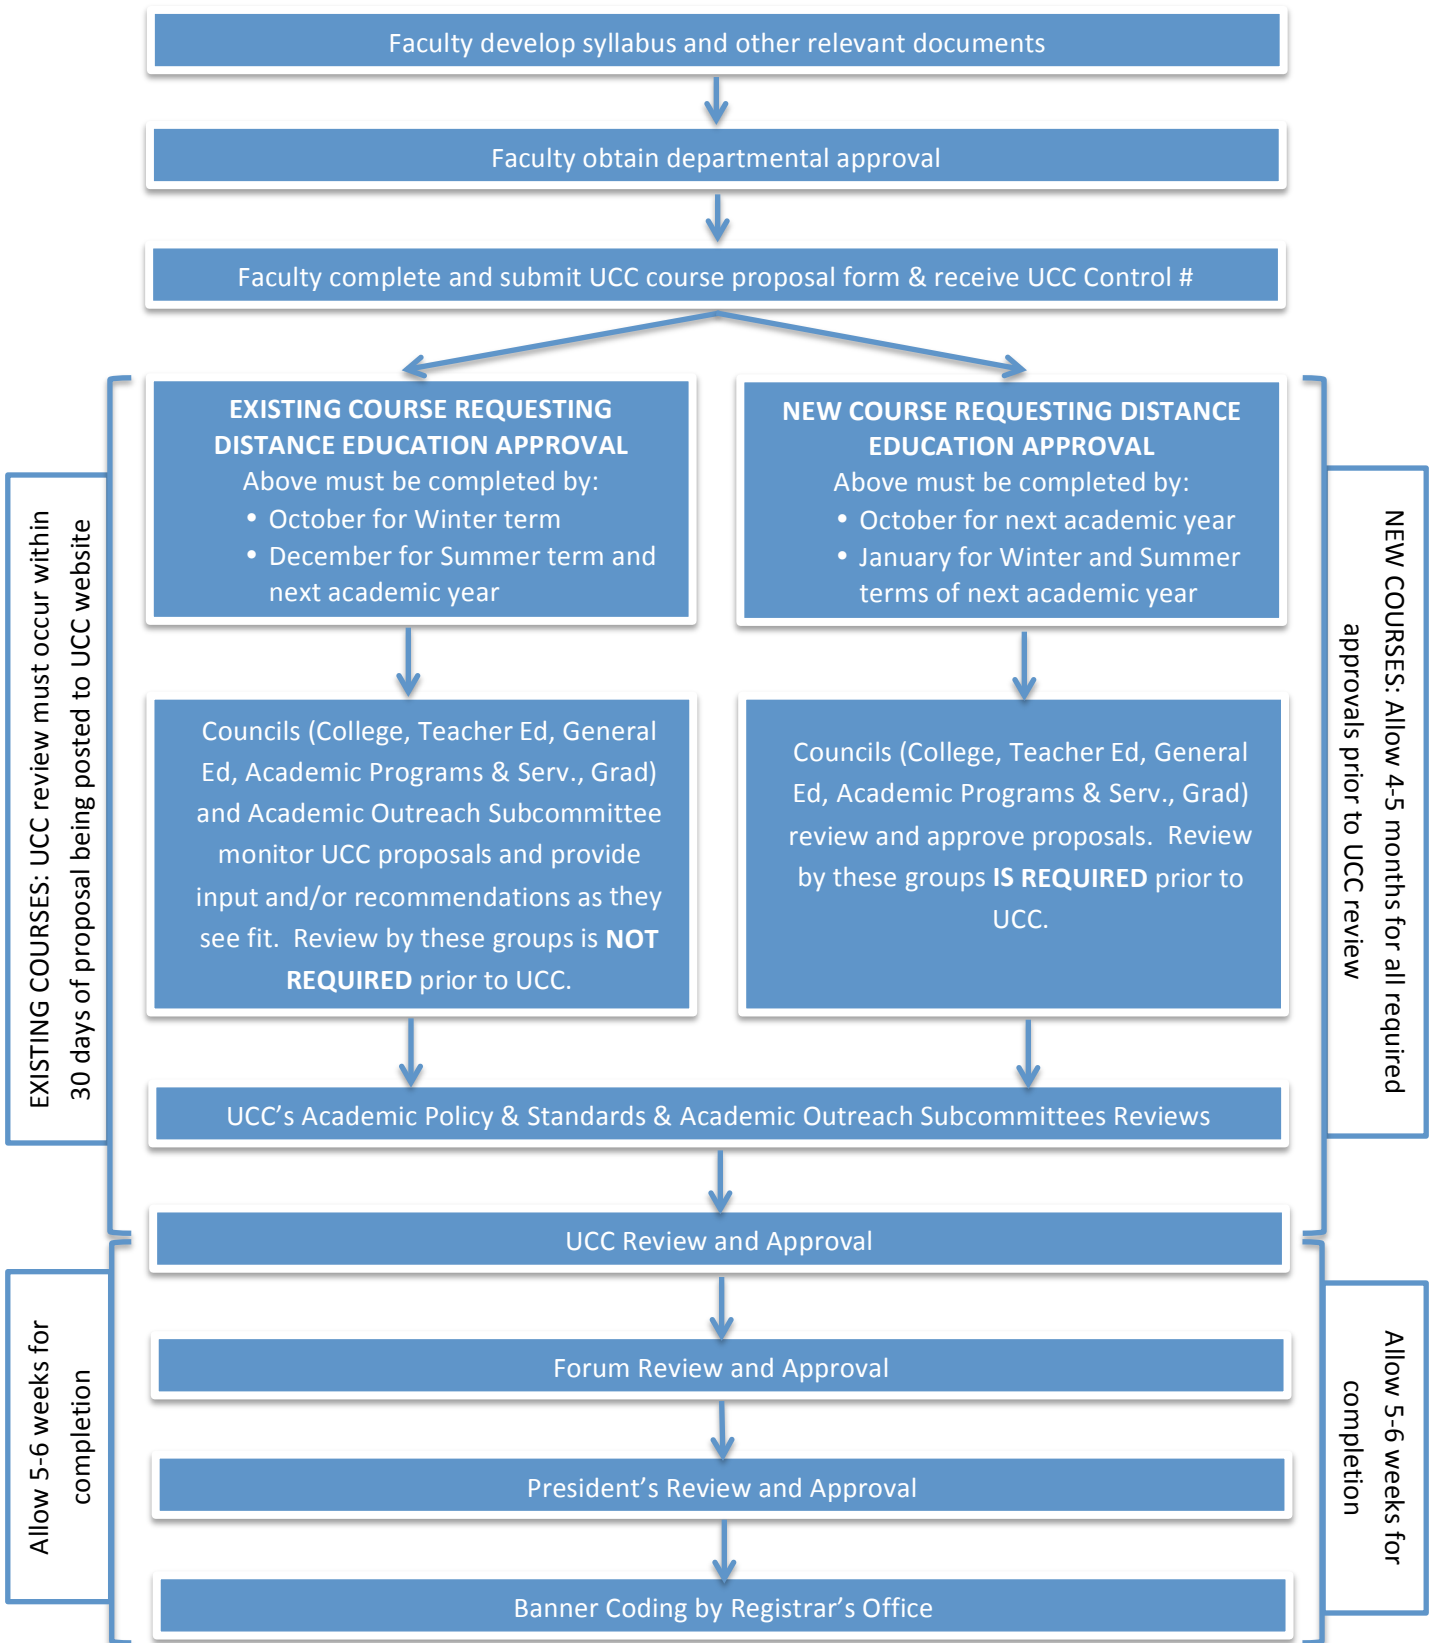 Faculty develop syllabus and other relevant documents
Faculty obtain departmental approval
Faculty complete and submit UCC course proposal form & receive UCC Control #
EXISTING COURSE REQUESTING
DISTANCE EDUCATION APPROVAL
Above must be completed by:
• October for Winter term
• December for Summer term and
next academic year
NEW COURSE REQUESTING DISTANCE
EDUCATION APPROVAL
Above must be completed by:
• October for next academic year
• January for Winter and Summer
terms of next academic year
EXISTING COURSES: UCC review must occur within
30 days of proposal being posted to UCC website
NEW COURSES: Allow 4-5 months for all required
approvals prior to UCC review
Councils (College, Teacher Ed, General
Ed, Academic Programs & Serv., Grad)
and Academic Outreach Subcommittee
monitor UCC proposals and provide
input and/or recommendations as they
see fit. Review by these groups is NOT
REQUIRED prior to UCC.
Councils (College, Teacher Ed, General
Ed, Academic Programs & Serv., Grad)
review and approve proposals. Review
by these groups IS REQUIRED prior to
UCC.
UCC’s Academic Policy & Standards & Academic Outreach Subcommittees Reviews
UCC Review and Approval
Forum Review and Approval
President’s Review and Approval
Banner Coding by Registrar’s Office
Allow 5-6 weeks for
completion
Allow 5-6 weeks for
completion